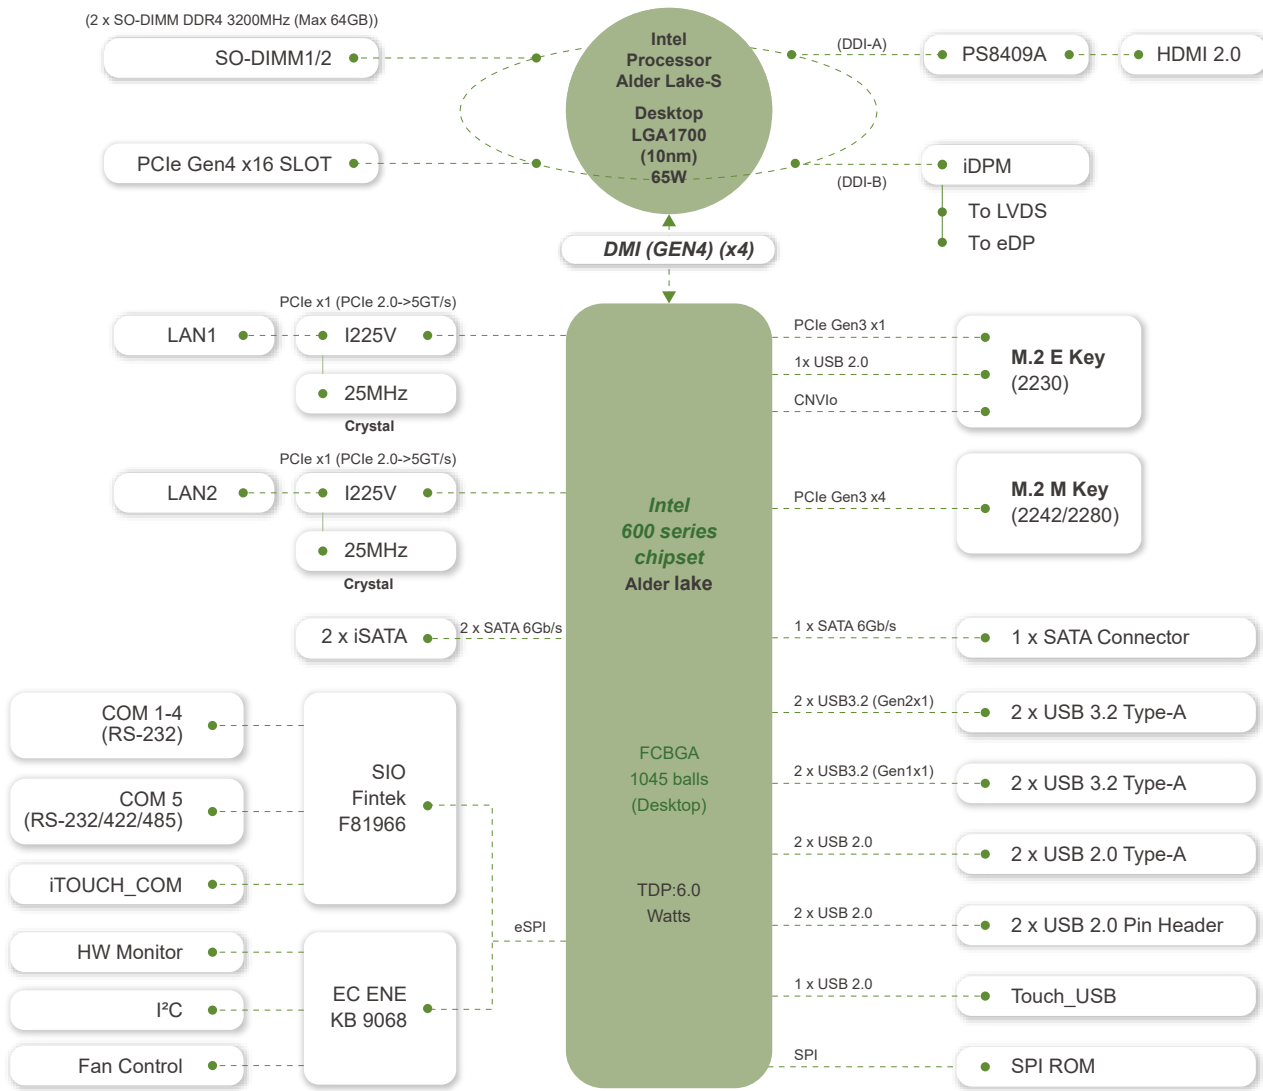 (2 x SO-DIMM DDR4 3200MHz (Max 64GB))
SO-DIMM1/2
PCIe Gen4 x16 SLOT
Intel
Processor
Alder Lake-S
Desktop
LGA1700
(10nm)
65W
(DDI-A)
PS8409A
HDMI 2.0
(DDI-B)
iDPM
To LVDS
To eDP
DMI (GEN4) (x4)
PCIe x1 (PCIe 2.0->5GT/s)
LAN1
I225V
25MHz
Crystal
PCIe x1 (PCIe 2.0->5GT/s)
LAN2
I225V
25MHz
Crystal
2 x iSATA
2 x SATA 6Gb/s
COM 1-4
(RS-232)
COM 5
(RS-232/422/485)
iTOUCH_COM
SIO
Fintek
F81966
HW Monitor
I²C
Fan Control
EC ENE
KB 9068
eSPI
Intel
600 series
chipset
Alder lake
FCBGA
1045 balls
(Desktop)
TDP:6.0
Watts
PCIe Gen3 x1
1x USB 2.0
CNVIo
M.2 E Key
(2230)
PCIe Gen3 x4
M.2 M Key
(2242/2280)
1 x SATA 6Gb/s
1 x SATA Connector
2 x USB3.2 (Gen2x1)
2 x USB 3.2 Type-A
2 x USB3.2 (Gen1x1)
2 x USB 3.2 Type-A
2 x USB 2.0
2 x USB 2.0 Type-A
2 x USB 2.0
2 x USB 2.0 Pin Header
1 x USB 2.0
Touch_USB
SPI
SPI ROM